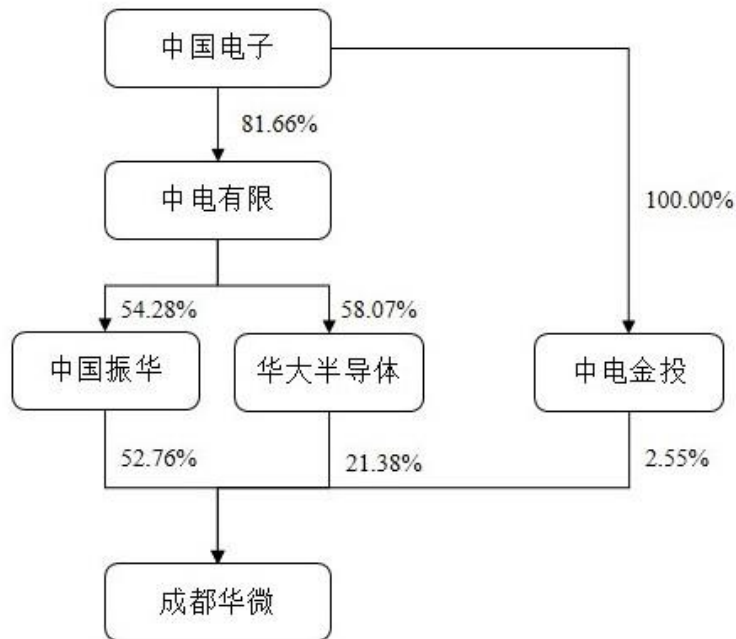 中国电子
81.66%
中电有限
100.00%
54.28%
58.07%
中国振华
华大半导体
中电金投
52.76%
21.38%
2.55%
成都华微